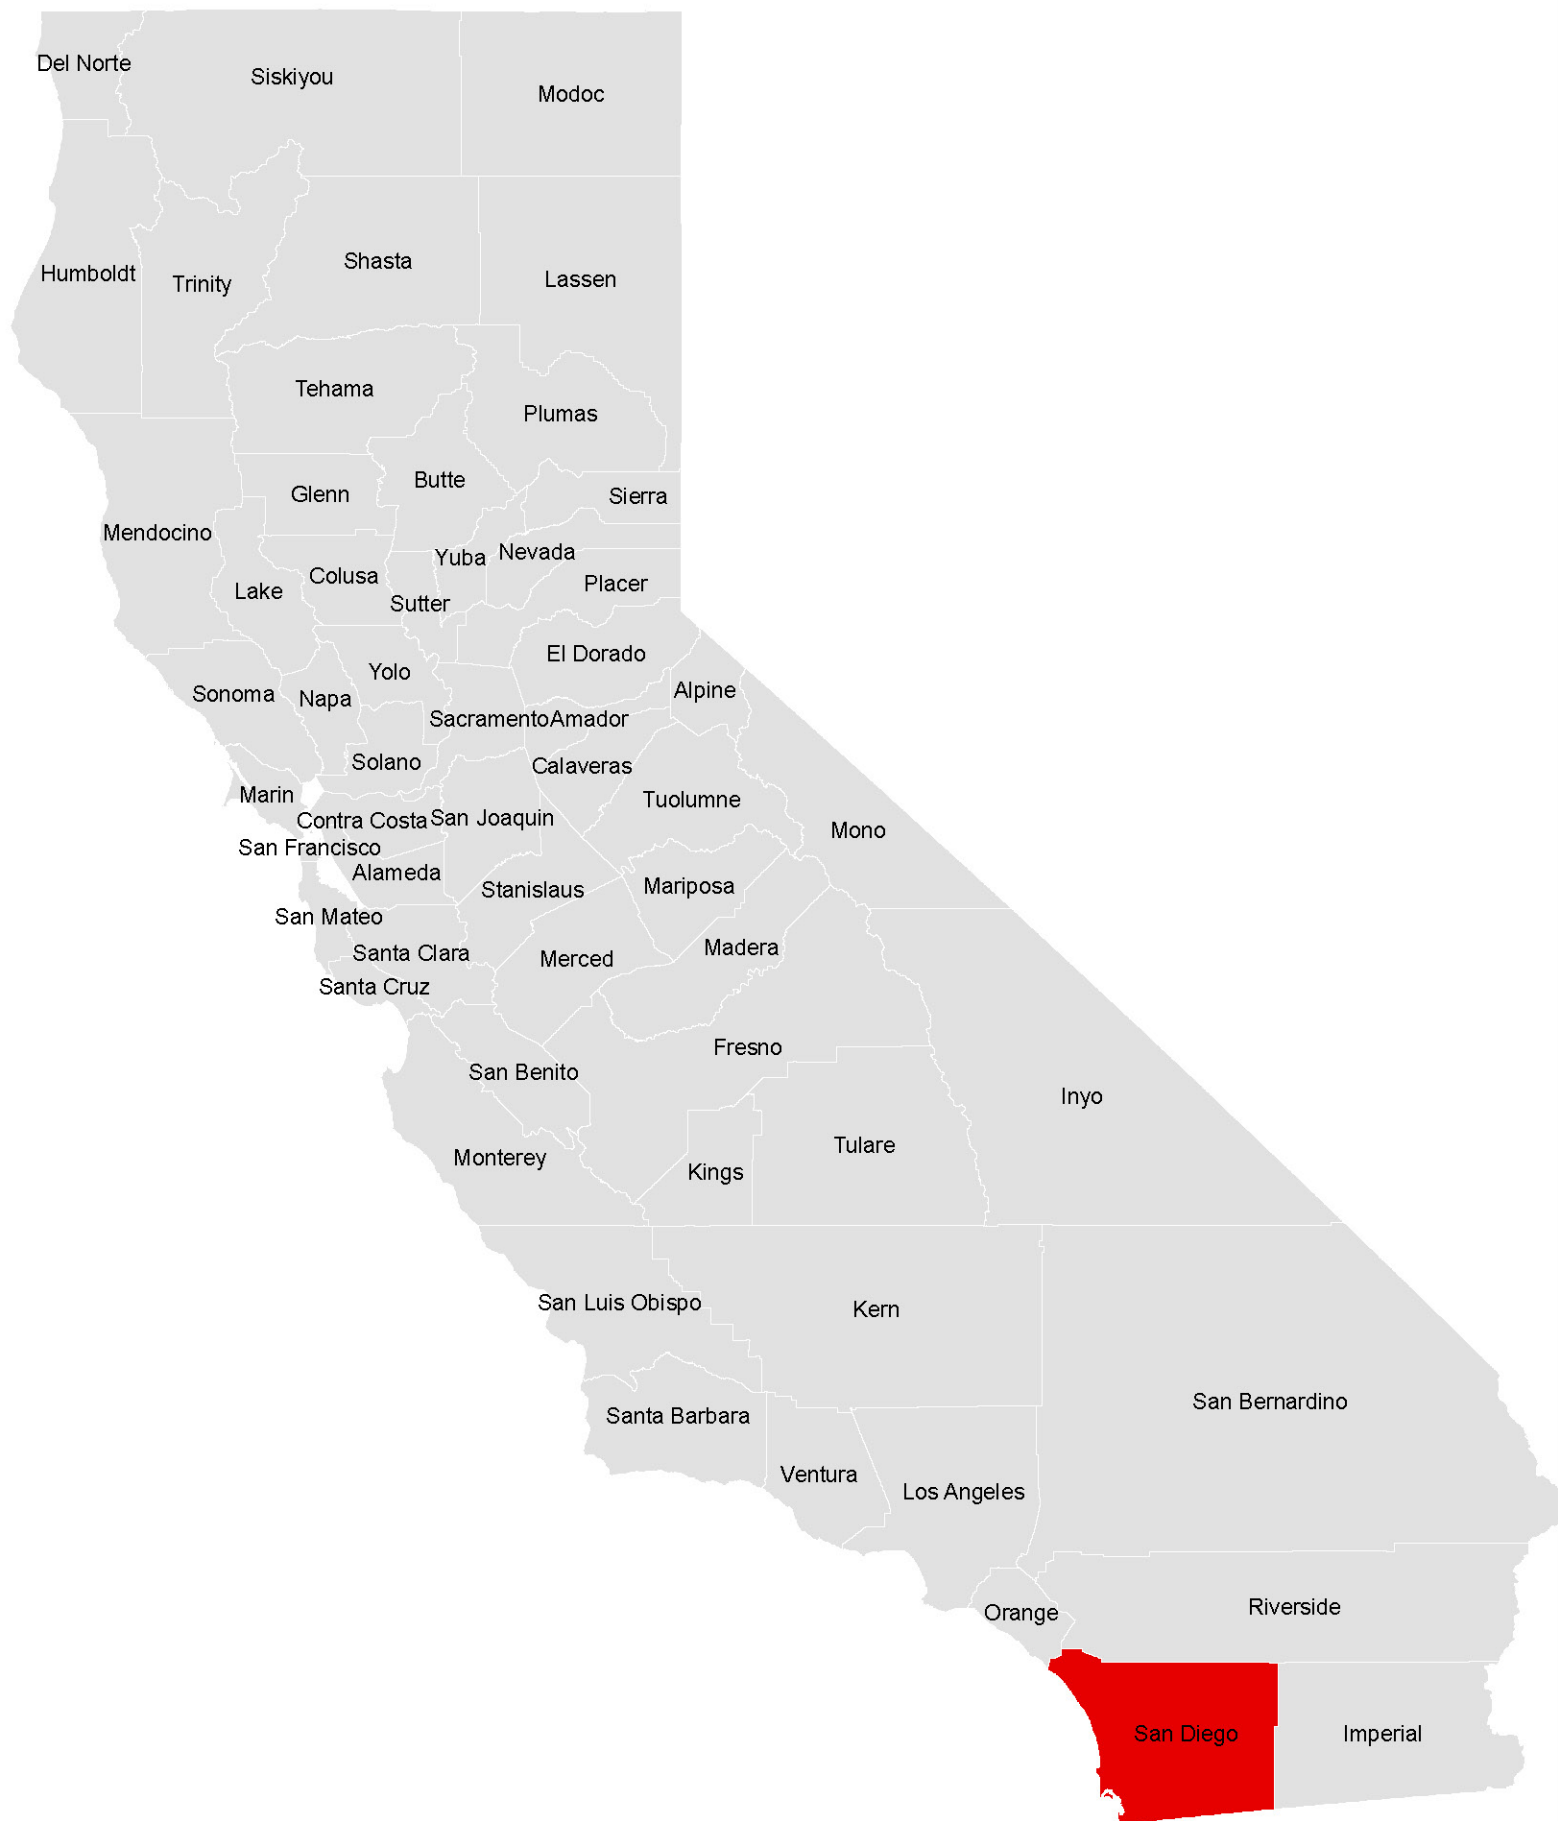 Del Norte
Siskiyou
Modoc
Humboldt
Trinity
Shasta
Lassen
Tehama
Plumas
Mendocino
Glenn
Butte
Sierra
Lake
Colusa
Sutter
Yuba
Nevada
Placer
Sonoma
Napa
Yolo
El Dorado
Alpine
Sacramento
Amador
Solano
Marin
Contra Costa
San Joaquin
Calaveras
Tuolumne
Mono
San Francisco
Alameda
Stanislaus
Mariposa
San Mateo
Santa Clara
Merced
Madera
Santa Cruz
Fresno
San Benito
Inyo
Monterey
Kings
Tulare
San Luis Obispo
Kern
San Bernardino
Santa Barbara
Ventura
Los Angeles
Orange
Riverside
San Diego
Imperial